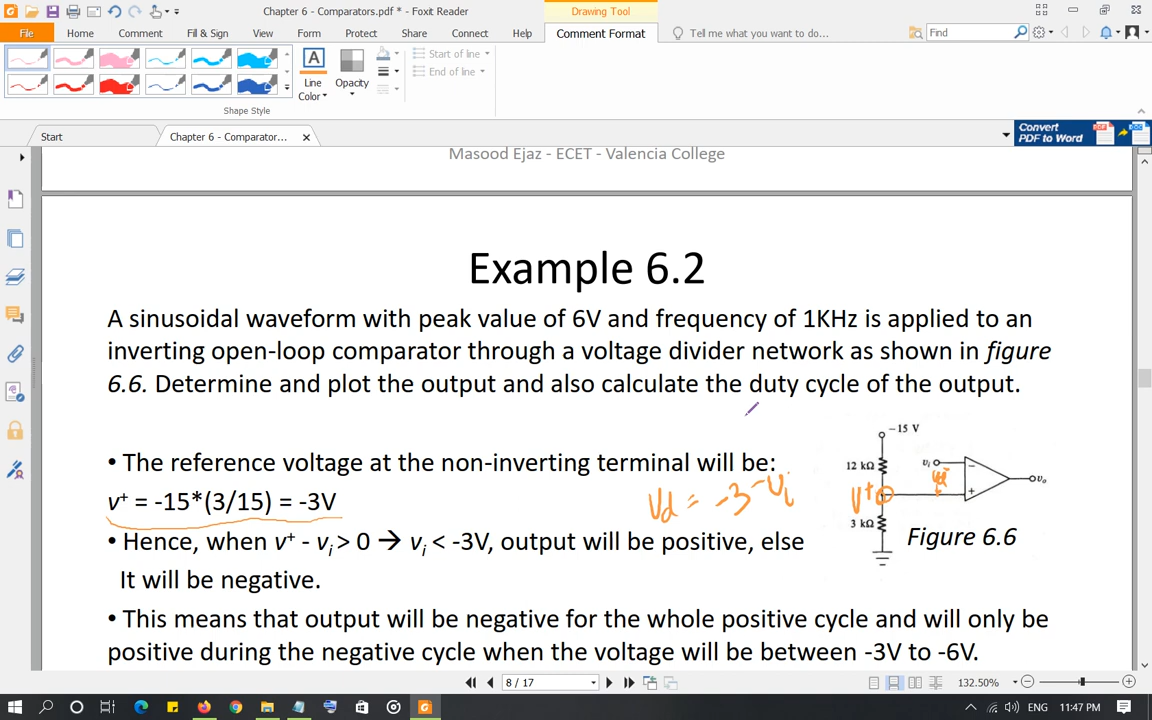 Chapter 6 - Comparators.pdf * - Foxit Reader
Drawing Tool
File
Home
Comment
Fill & Sign
View
Form
Protect
Share
Connect
Help
Comment Format
Tell me what you want to do...
Find
Line
Color
Opacity
Start of line
End of line
Shape Style
Start
Chapter 6 - Comparator...
Convert
PDF to Word
Masood Ejaz - ECET - Valencia College
Example 6.2
A sinusoidal waveform with peak value of 6V and frequency of 1KHz is applied to an
inverting open-loop comparator through a voltage divider network as shown in figure
6.6. Determine and plot the output and also calculate the duty cycle of the output.
−15 V
12 kΩ
vᵢ
−
+
vₒ
V+
3 kΩ
Figure 6.6
• The reference voltage at the non-inverting terminal will be:
v⁺ = -15*(3/15) = -3V
Vd = -3 - Vi
• Hence, when v⁺ - vᵢ > 0 → vᵢ < -3V, output will be positive, else
It will be negative.
• This means that output will be negative for the whole positive cycle and will only be
positive during the negative cycle when the voltage will be between -3V to -6V.
8 / 17
132.50%
ENG
11:47 PM